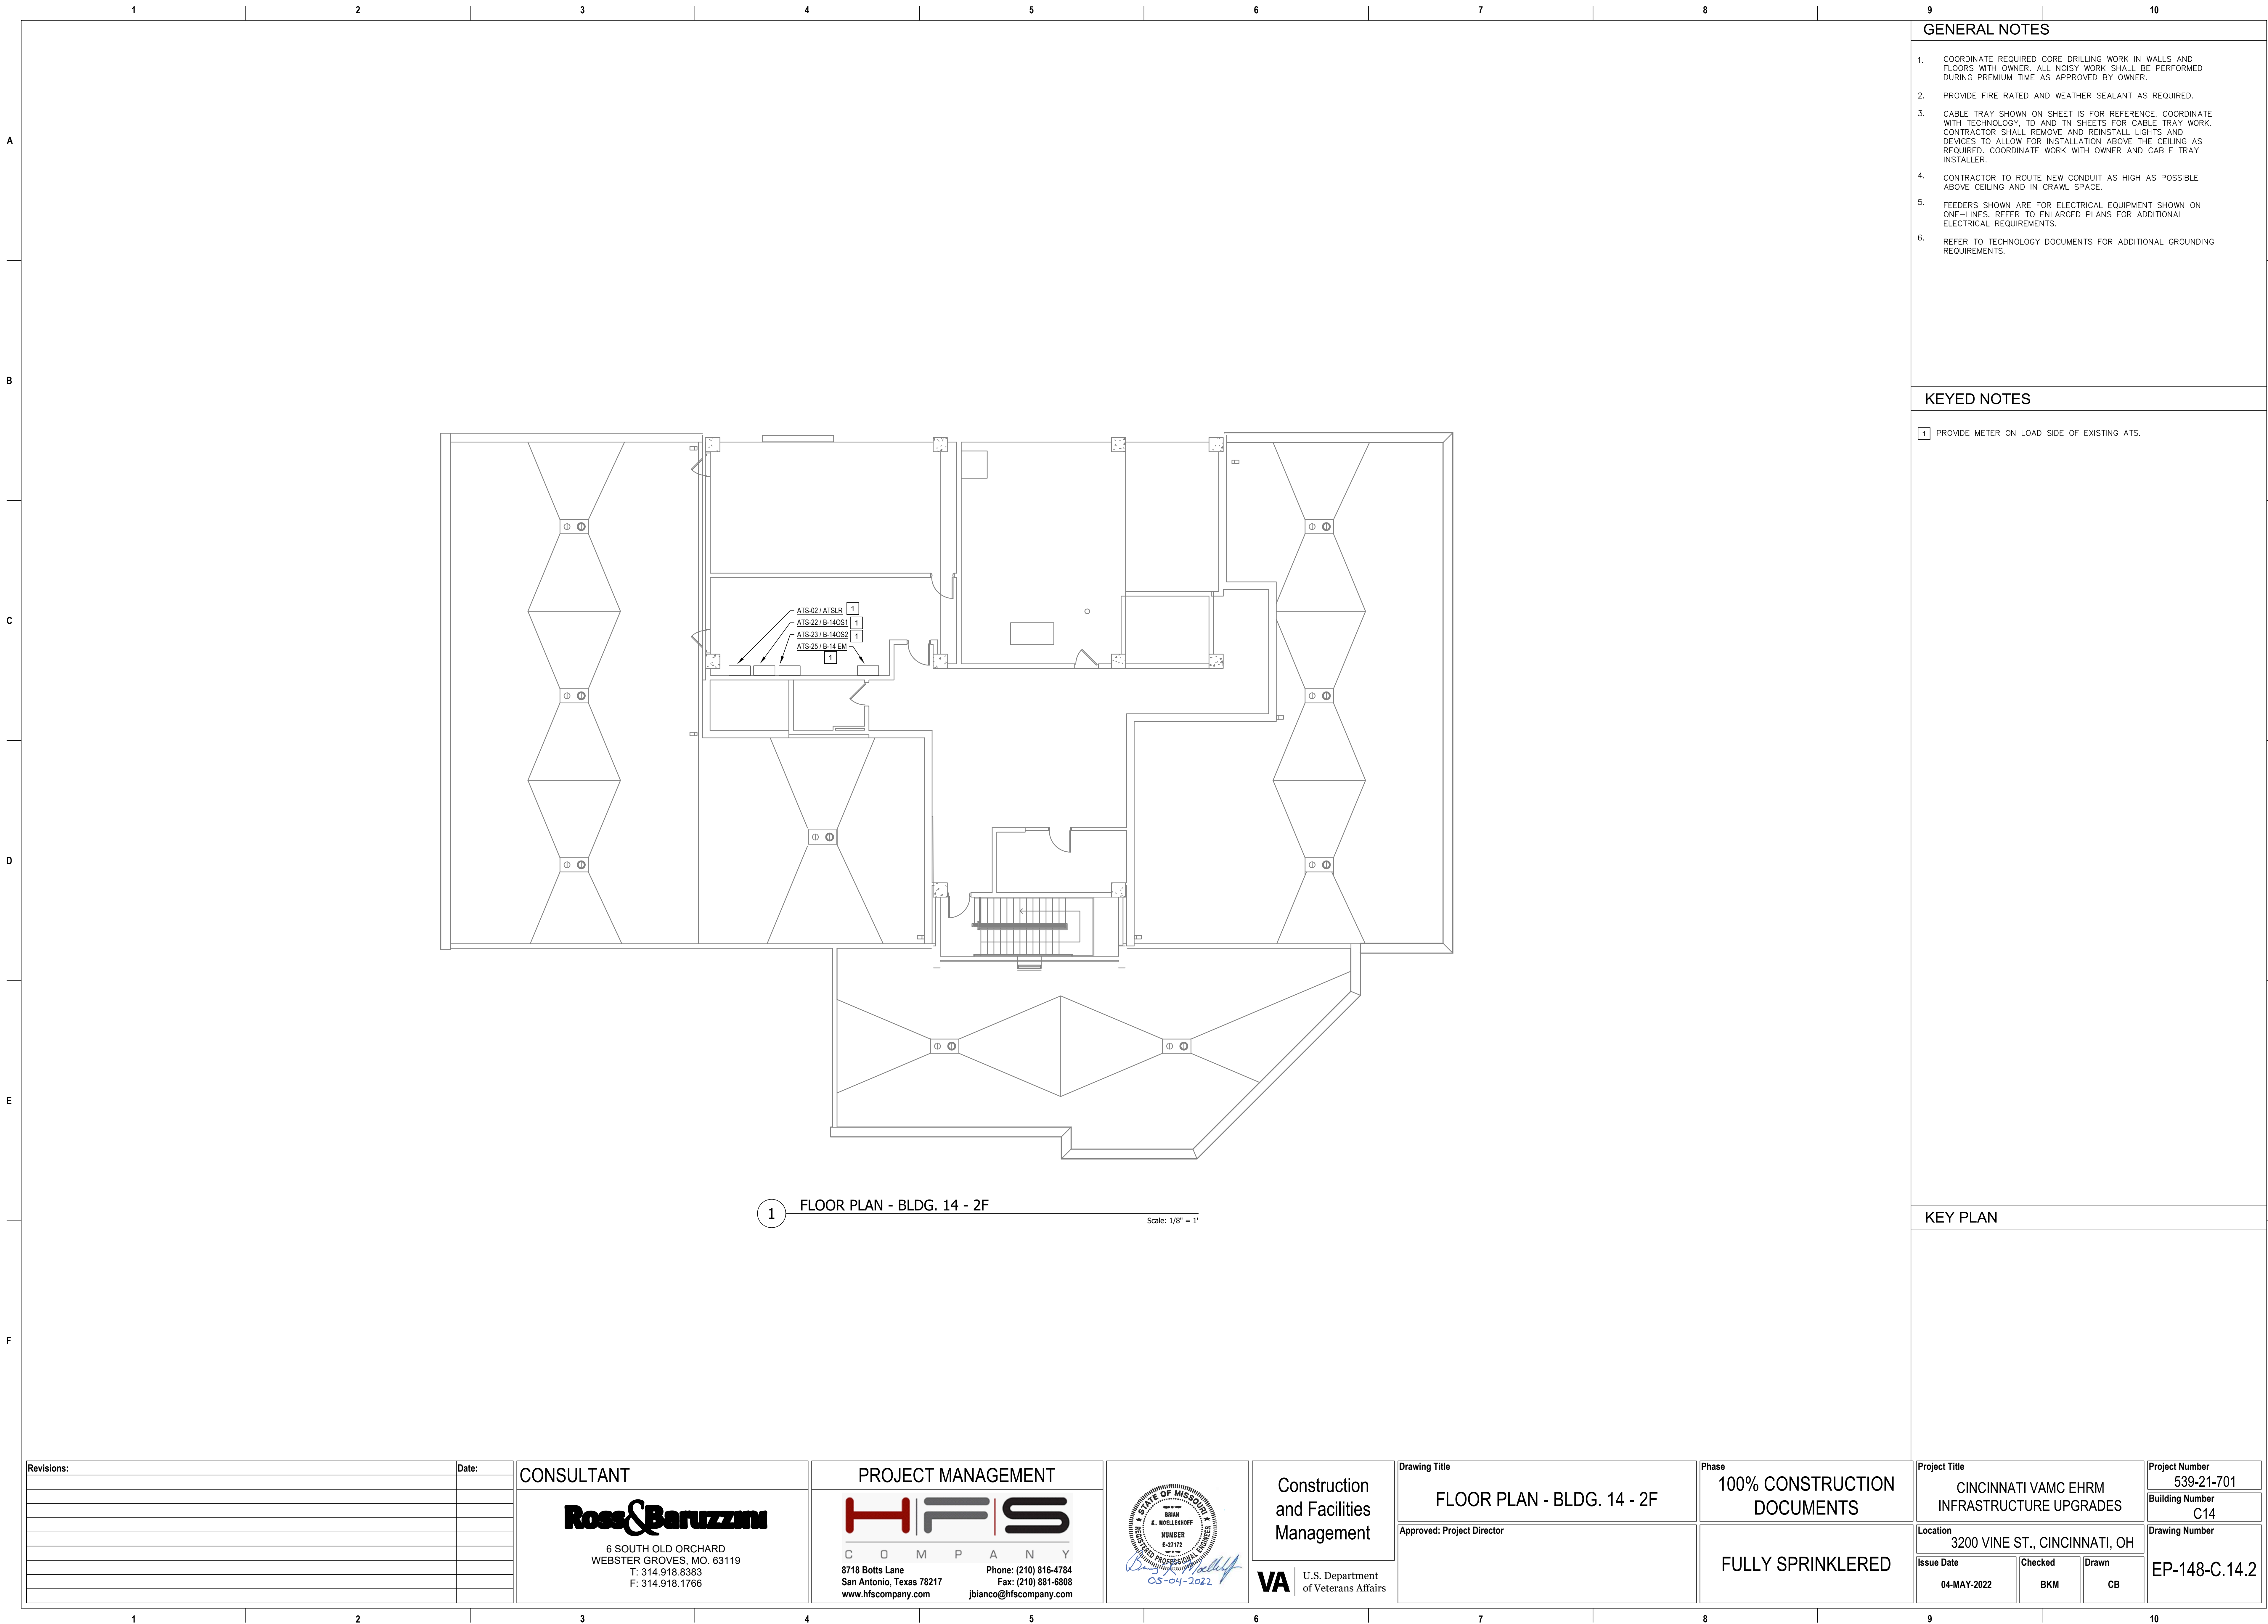 1 2 3 4 5 6 7 8 9 10
A
B
C
D
E
F
GENERAL NOTES
1. COORDINATE REQUIRED CORE DRILLING WORK IN WALLS AND
FLOORS WITH OWNER. ALL NOISY WORK SHALL BE PERFORMED
DURING PREMIUM TIME AS APPROVED BY OWNER.
2. PROVIDE FIRE RATED AND WEATHER SEALANT AS REQUIRED.
3. CABLE TRAY SHOWN ON SHEET IS FOR REFERENCE. COORDINATE
WITH TECHNOLOGY, TD AND TN SHEETS FOR CABLE TRAY WORK.
CONTRACTOR SHALL REMOVE AND REINSTALL LIGHTS AND
DEVICES TO ALLOW FOR INSTALLATION ABOVE THE CEILING AS
REQUIRED. COORDINATE WORK WITH OWNER AND CABLE TRAY
INSTALLER.
4. CONTRACTOR TO ROUTE NEW CONDUIT AS HIGH AS POSSIBLE
ABOVE CEILING AND IN CRAWL SPACE.
5. FEEDERS SHOWN ARE FOR ELECTRICAL EQUIPMENT SHOWN ON
ONE-LINES. REFER TO ENLARGED PLANS FOR ADDITIONAL
ELECTRICAL REQUIREMENTS.
6. REFER TO TECHNOLOGY DOCUMENTS FOR ADDITIONAL GROUNDING
REQUIREMENTS.
KEYED NOTES
1 PROVIDE METER ON LOAD SIDE OF EXISTING ATS.
ATS-02 / ATSLR 1
ATS-22 / B-14OS1 1
ATS-23 / B-14OS2 1
ATS-25 / B-14 EM
1
1 FLOOR PLAN - BLDG. 14 - 2F
Scale: 1/8" = 1'
KEY PLAN
Revisions: Date:
CONSULTANT
Ross&Baruzzini
6 SOUTH OLD ORCHARD
WEBSTER GROVES, MO. 63119
T: 314.918.8383
F: 314.918.1766
PROJECT MANAGEMENT
HFS
COMPANY
8718 Botts Lane Phone: (210) 816-4784
San Antonio, Texas 78217 Fax: (210) 881-6808
www.hfscompany.com jbianco@hfscompany.com
STATE OF MISSOURI
BRIAN
K. MOELLENHOFF
NUMBER
E-27172
REGISTERED PROFESSIONAL ENGINEER
05-04-2022
Construction
and Facilities
Management
VA U.S. Department
of Veterans Affairs
Drawing Title
FLOOR PLAN - BLDG. 14 - 2F
Approved: Project Director
Phase
100% CONSTRUCTION
DOCUMENTS
FULLY SPRINKLERED
Project Title
CINCINNATI VAMC EHRM
INFRASTRUCTURE UPGRADES
Location
3200 VINE ST., CINCINNATI, OH
Issue Date
04-MAY-2022
Checked
BKM
Drawn
CB
Project Number
539-21-701
Building Number
C14
Drawing Number
EP-148-C.14.2
1 2 3 4 5 6 7 8 9 10